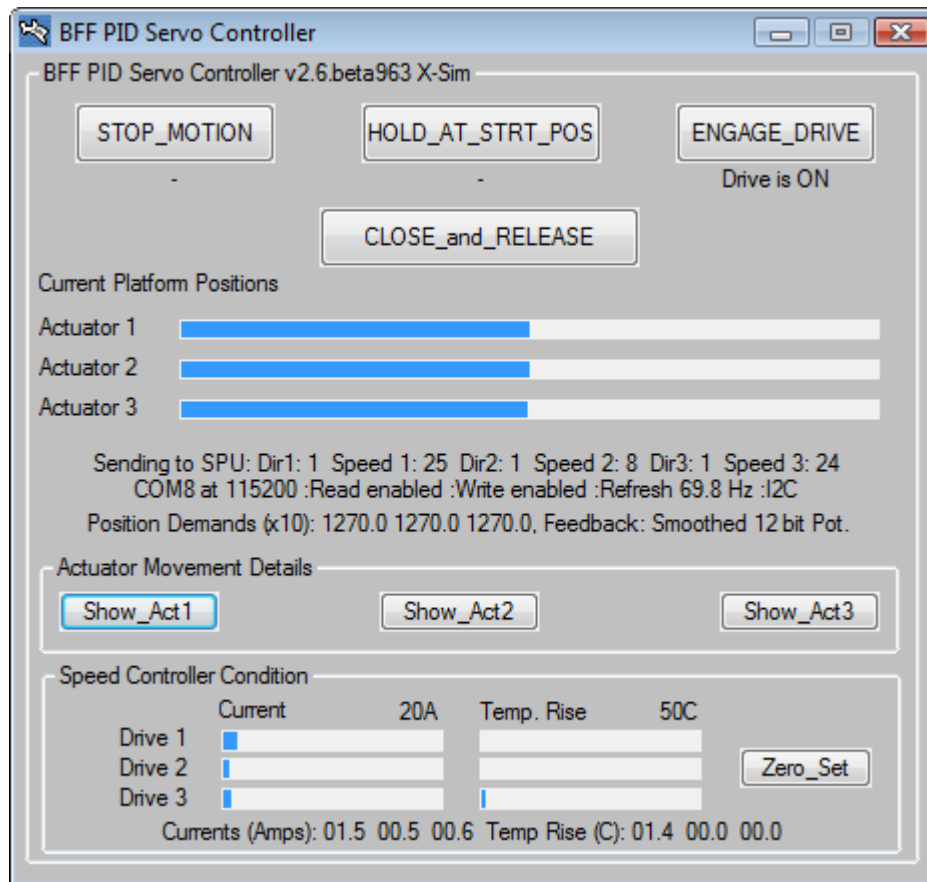 BFF PID Servo Controller
BFF PID Servo Controller v2.6.beta963 X-Sim
STOP_MOTION HOLD_AT_STRT_POS ENGAGE_DRIVE
- - Drive is ON
CLOSE_and_RELEASE
Current Platform Positions
Actuator 1
Actuator 2
Actuator 3
Sending to SPU: Dir1: 1 Speed 1: 25 Dir2: 1 Speed 2: 8 Dir3: 1 Speed 3: 24
COM8 at 115200 :Read enabled :Write enabled :Refresh 69.8 Hz :I2C
Position Demands (x10): 1270.0 1270.0 1270.0, Feedback: Smoothed 12 bit Pot.
Actuator Movement Details
Show_Act1 Show_Act2 Show_Act3
Speed Controller Condition
Current 20A Temp. Rise 50C
Drive 1
Drive 2 Zero_Set
Drive 3
Currents (Amps): 01.5 00.5 00.6 Temp Rise (C): 01.4 00.0 00.0